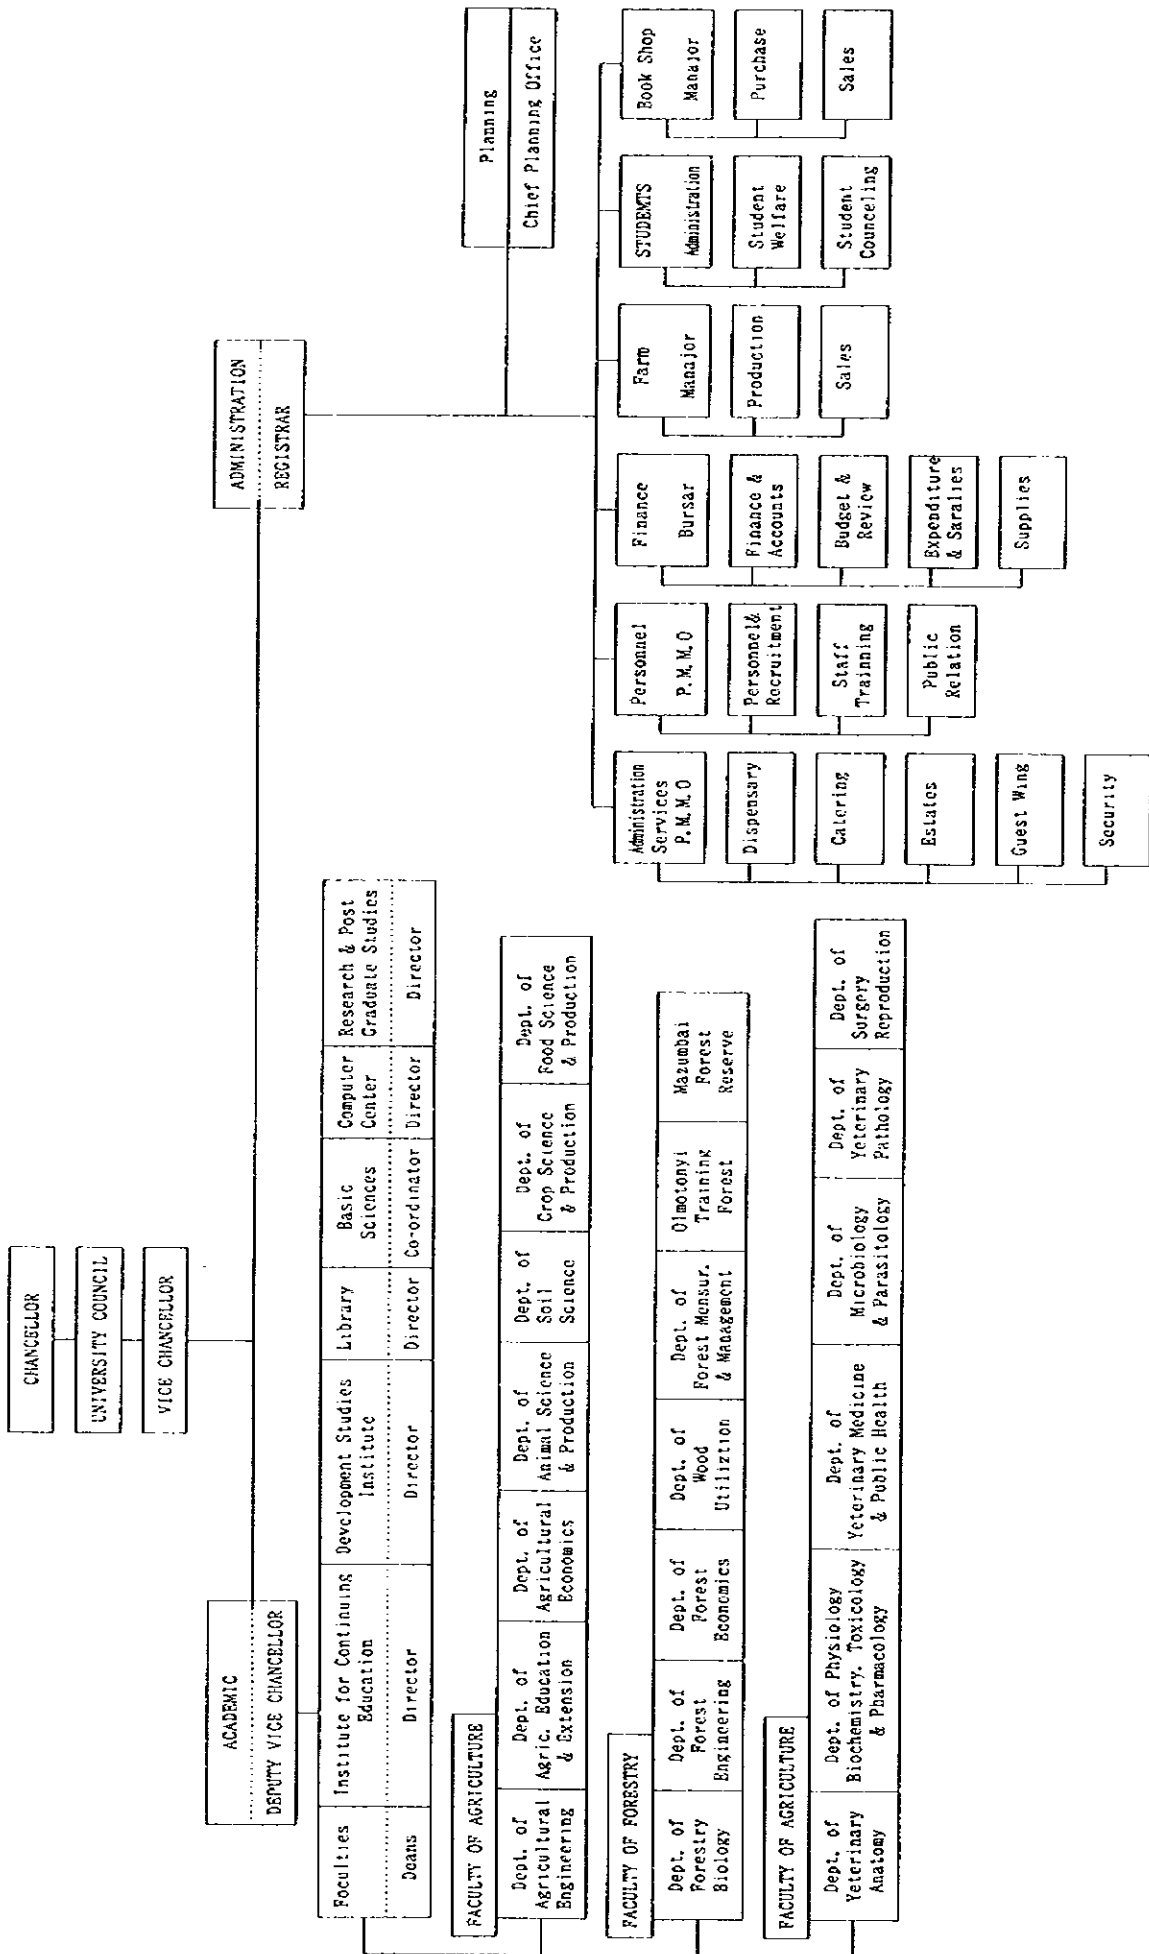 CHANCELLOR
UNIVERSITY COUNCIL
VICE CHANCELLOR
ACADEMIC
DEPUTY VICE CHANCELLOR
ADMINISTRATION
REGISTRAR
Foculties
Deans
Institute for Continuing
Education
Director
Development Studies
Institute
Director
Library
Director
Basic
Sciences
Co-ordinator
Computer
Center
Director
Research & Post
Graduate Studies
Director
Planning
Chief Planning Office
FACULTY OF AGRICULTURE
Dept. of
Agricultural
Engineering
Dept. of
Agric. Education
& Extension
Dept. of
Agricultural
Economics
Dept. of
Animal Science
& Production
Dept. of
Soil
Science
Dept. of
Crop Science
& Production
Dept. of
Food Science
& Production
FACULTY OF FORESTRY
Dept. of
Forestry
Biology
Dept. of
Forest
Engineering
Dept. of
Forest
Economics
Dept. of
Wood
Utiliztion
Dept. of
Forest Mensur.
& Management
Olmotonyi
Training
Forest
Mazumbai
Forest
Reserve
FACULTY OF AGRICULTURE
Dept. of
Yeterinary
Anatomy
Dept. of Physiology
Biochemistry. Toxicology
& Pharmacology
Dept. of
Yeterinary Medicine
& Public Health
Dept. of
Microbiology
& Parasitology
Dept. of
Yeterinary
Pathology
Dept. of
Surgery
Reproduction
Administration
Services
P.M.M.O
Dispensary
Catering
Estates
Guest Wing
Security
Personnel
P.M.M.O
Personnel&
Recruitment
Staff
Trainning
Public
Relation
Finance
Bursar
Finance &
Accounts
Budget &
Review
Expenditure
& Saralies
Supplies
Farm
Manajor
Production
Sales
STUDEMTS
Administration
Student
Welfare
Student
Counceling
Book Shop
Manajor
Purchase
Sales